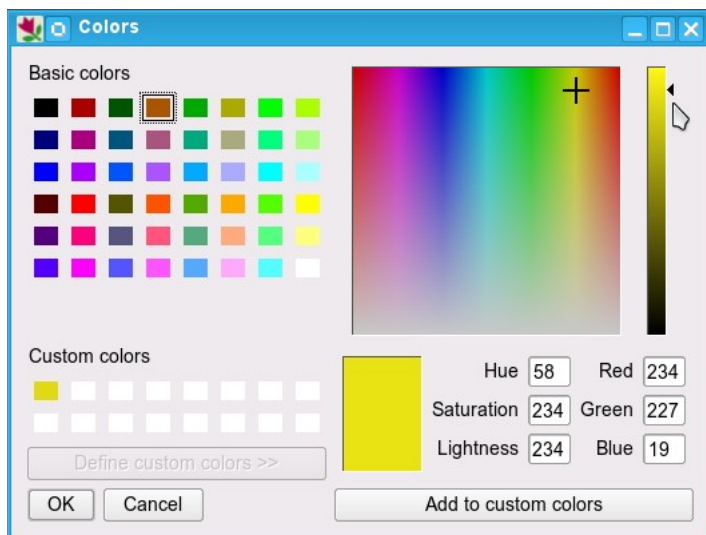 Colors
Basic colors
Custom colors
Define custom colors >>
OK Cancel
Hue 58 Red 234
Saturation 234 Green 227
Lightness 234 Blue 19
Add to custom colors